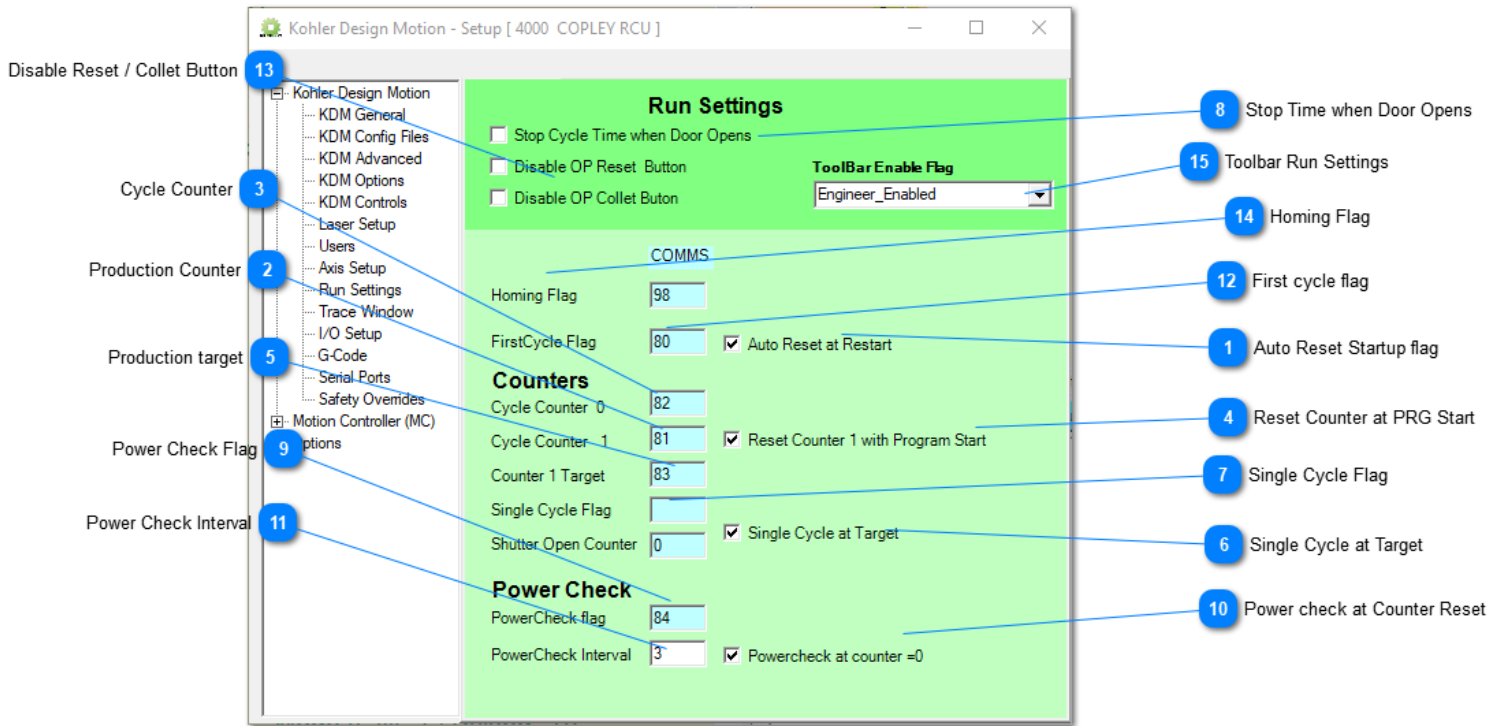 Kohler Design Motion - Setup [ 4000 COPLEY RCU ]
Disable Reset / Collet Button 13
Cycle Counter 3
Production Counter 2
Production target 5
Power Check Flag 9
Power Check Interval 11
Kohler Design Motion
KDM General
KDM Config Files
KDM Advanced
KDM Options
KDM Controls
Laser Setup
Users
Axis Setup
Run Settings
Trace Window
I/O Setup
G-Code
Serial Ports
Safety Overrides
Motion Controller (MC)
Run Settings
Stop Cycle Time when Door Opens
Disable OP Reset Button
Disable OP Collet Buton
ToolBar Enable Flag
Engineer_Enabled
COMMS
Homing Flag 98
FirstCycle Flag 80 Auto Reset at Restart
Counters
Cycle Counter 0 82
Cycle Counter 1 81 Reset Counter 1 with Program Start
Counter 1 Target 83
Single Cycle Flag
Single Cycle at Target
Shutter Open Counter 0
Power Check
PowerCheck flag 84
PowerCheck Interval 3 Powercheck at counter =0
8 Stop Time when Door Opens
15 Toolbar Run Settings
14 Homing Flag
12 First cycle flag
1 Auto Reset Startup flag
4 Reset Counter at PRG Start
7 Single Cycle Flag
6 Single Cycle at Target
10 Power check at Counter Reset